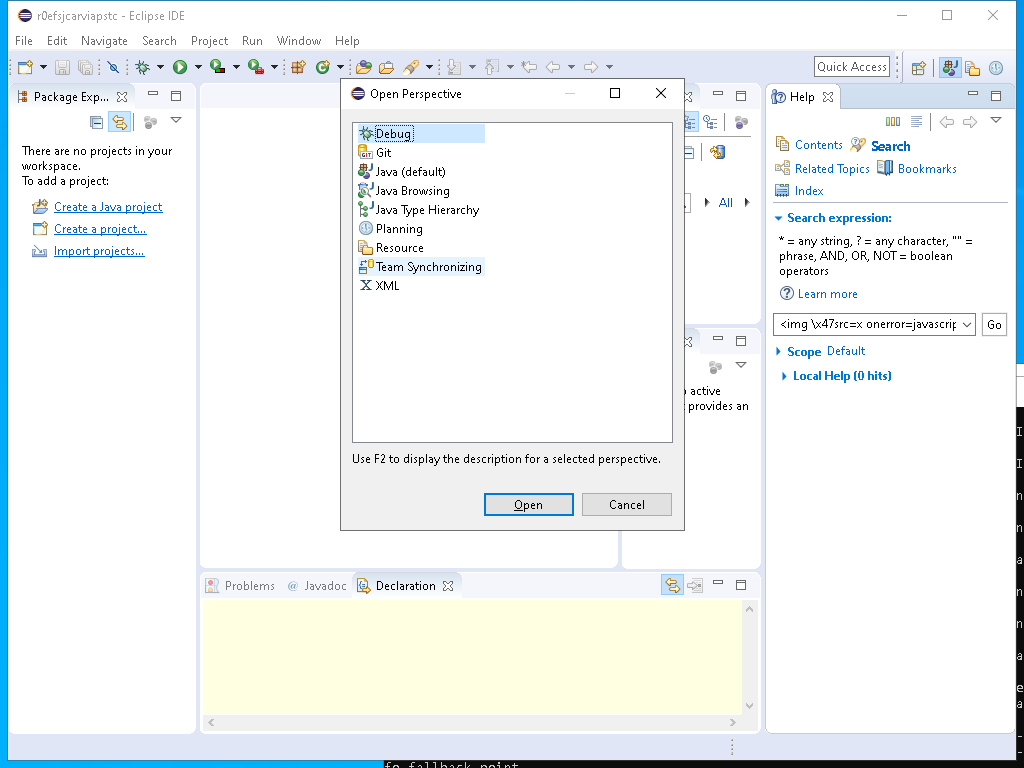 r0efsjcarviapstc - Eclipse IDE
File Edit Navigate Search Project Run Window Help
Quick Access
Package Exp...
There are no projects in your
workspace.
To add a project:
Create a Java project
Create a project...
Import projects...
Open Perspective
Debug
Git
Java (default)
Java Browsing
Java Type Hierarchy
Planning
Resource
Team Synchronizing
XML
Use F2 to display the description for a selected perspective.
Open Cancel
All
active
provides an
Problems @ Javadoc Declaration
Help
Contents Search
Related Topics Bookmarks
Index
Search expression:
* = any string, ? = any character, "" =
phrase, AND, OR, NOT = boolean
operators
Learn more
<img \x47src=x onerror=javascrip Go
Scope Default
Local Help (0 hits)
fo fallback point